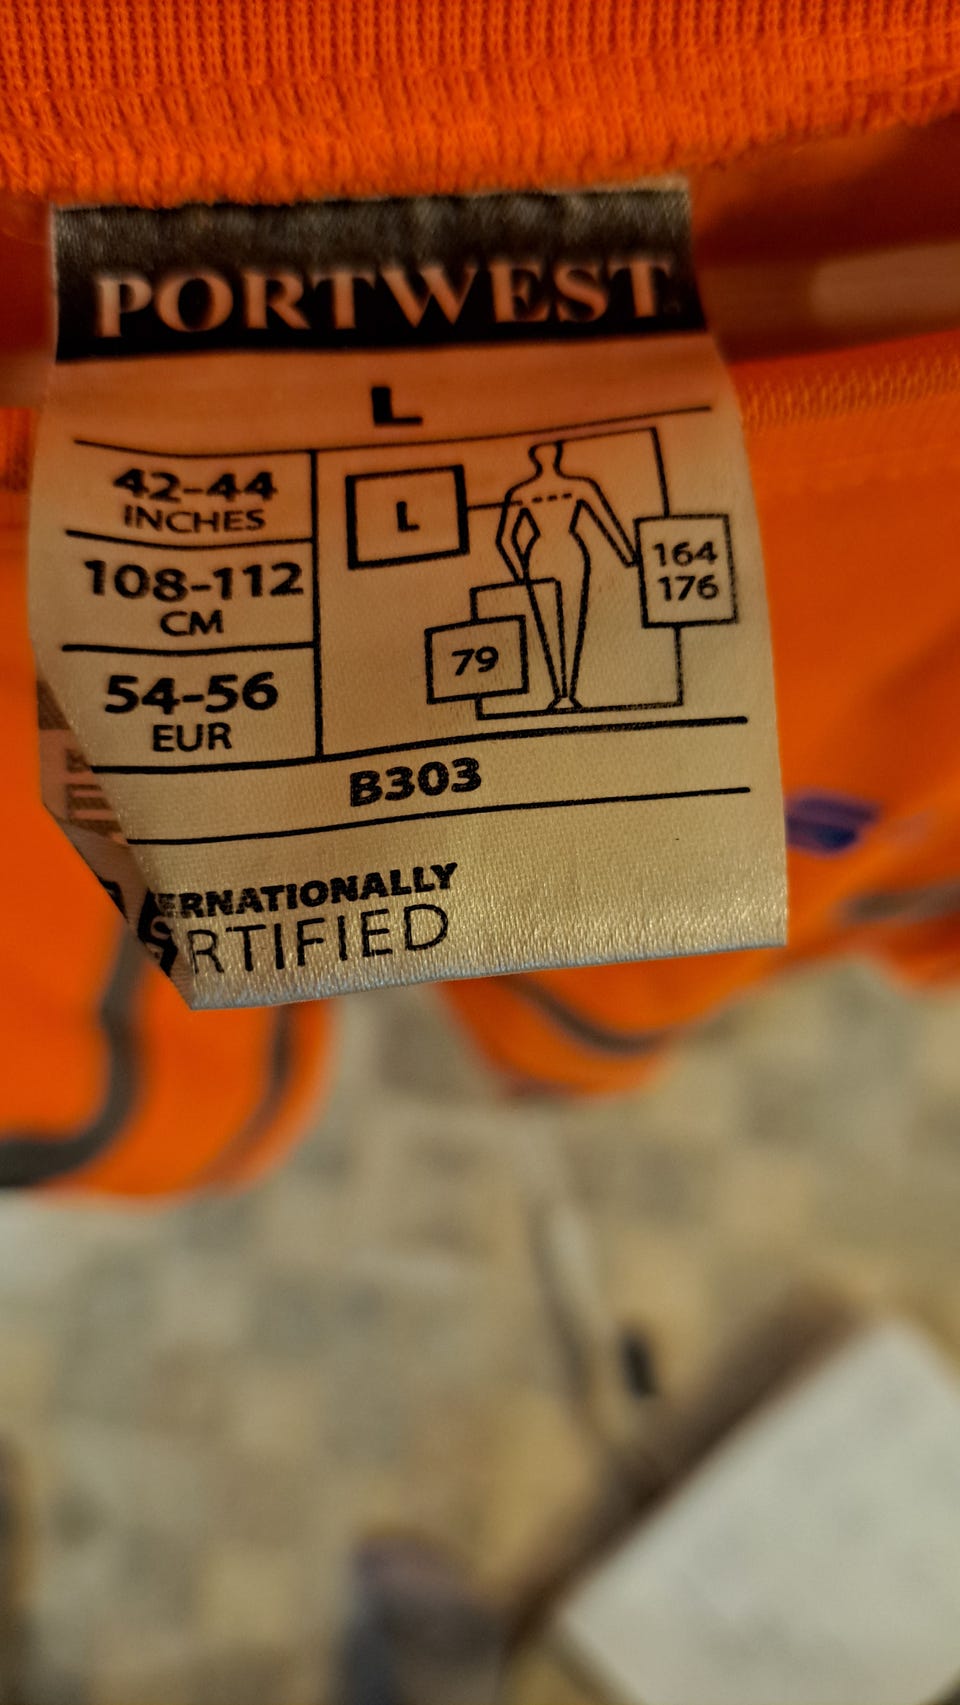 PORTWEST
L
42-44
INCHES
108-112
CM
54-56
EUR
L
164
176
79
B303
ERNATIONALLY
RTIFIED